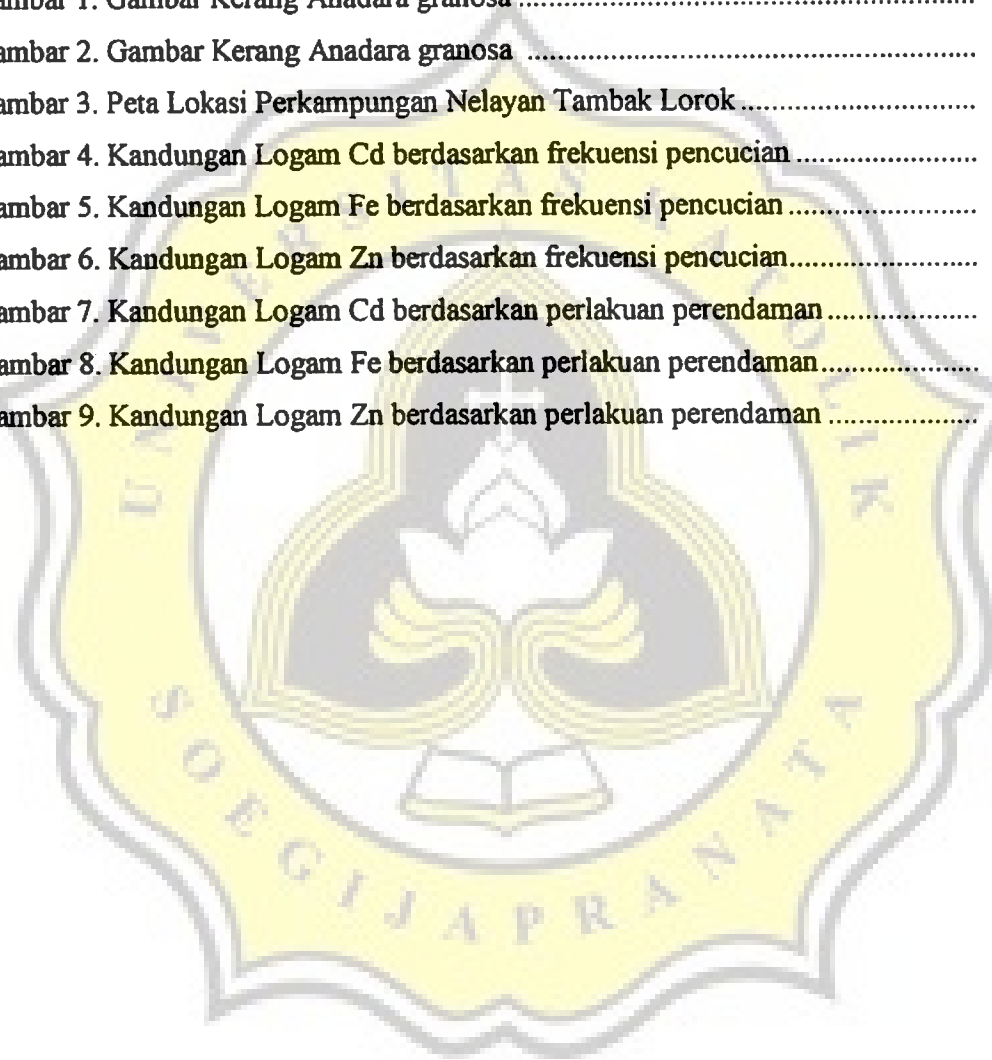 ambar 1. Gambar Kerang Anadara granosa ........................................................
ambar 2. Gambar Kerang Anadara granosa ........................................................
ambar 3. Peta Lokasi Perkampungan Nelayan Tambak Lorok ...............................
ambar 4. Kandungan Logam Cd berdasarkan frekuensi pencucian ........................
ambar 5. Kandungan Logam Fe berdasarkan frekuensi pencucian .........................
ambar 6. Kandungan Logam Zn berdasarkan frekuensi pencucian.........................
ambar 7. Kandungan Logam Cd berdasarkan perlakuan perendaman ....................
ambar 8. Kandungan Logam Fe berdasarkan perlakuan perendaman.....................
ambar 9. Kandungan Logam Zn berdasarkan perlakuan perendaman ....................
UNIVERSITAS KATOLIK
SOEGIJAPRANATA